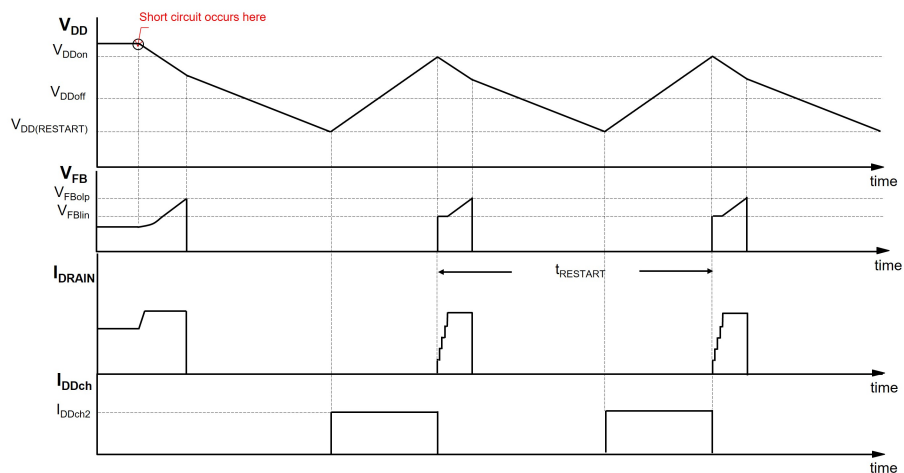 Short circuit occurs here
VDD
VDDon
VDDoff
VDD(RESTART)
time
VFB
VFBolp
VFBlin
time
IDRAIN
tRESTART
time
IDDch
IDDch2
time